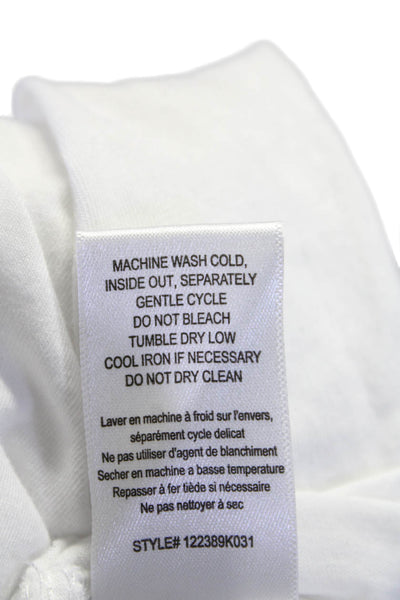 MACHINE WASH COLD,
INSIDE OUT, SEPARATELY
GENTLE CYCLE
DO NOT BLEACH
TUMBLE DRY LOW
COOL IRON IF NECESSARY
DO NOT DRY CLEAN
Laver en machine à froid sur l'envers,
séparément cycle delicat
Ne pas utiliser d'agent de blanchiment
Secher en machine a basse temperature
Repasser à fer tiède si nécessaire
Ne pas nettoyer à sec
STYLE# 122389K031